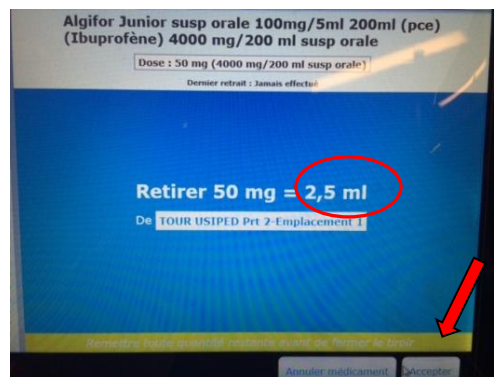 Algifor Junior susp orale 100mg/5ml 200ml (pce)
(Ibuprofène) 4000 mg/200 ml susp orale
Dose : 50 mg (4000 mg/200 ml susp orale)
Dernier retrait : Jamais effectué
Retirer 50 mg = 2,5 ml
De TOUR USIPED Prt 2-Emplacement 1
Remettre toute quantité restante avant de fermer le tiroir
Annuler médicament Accepter